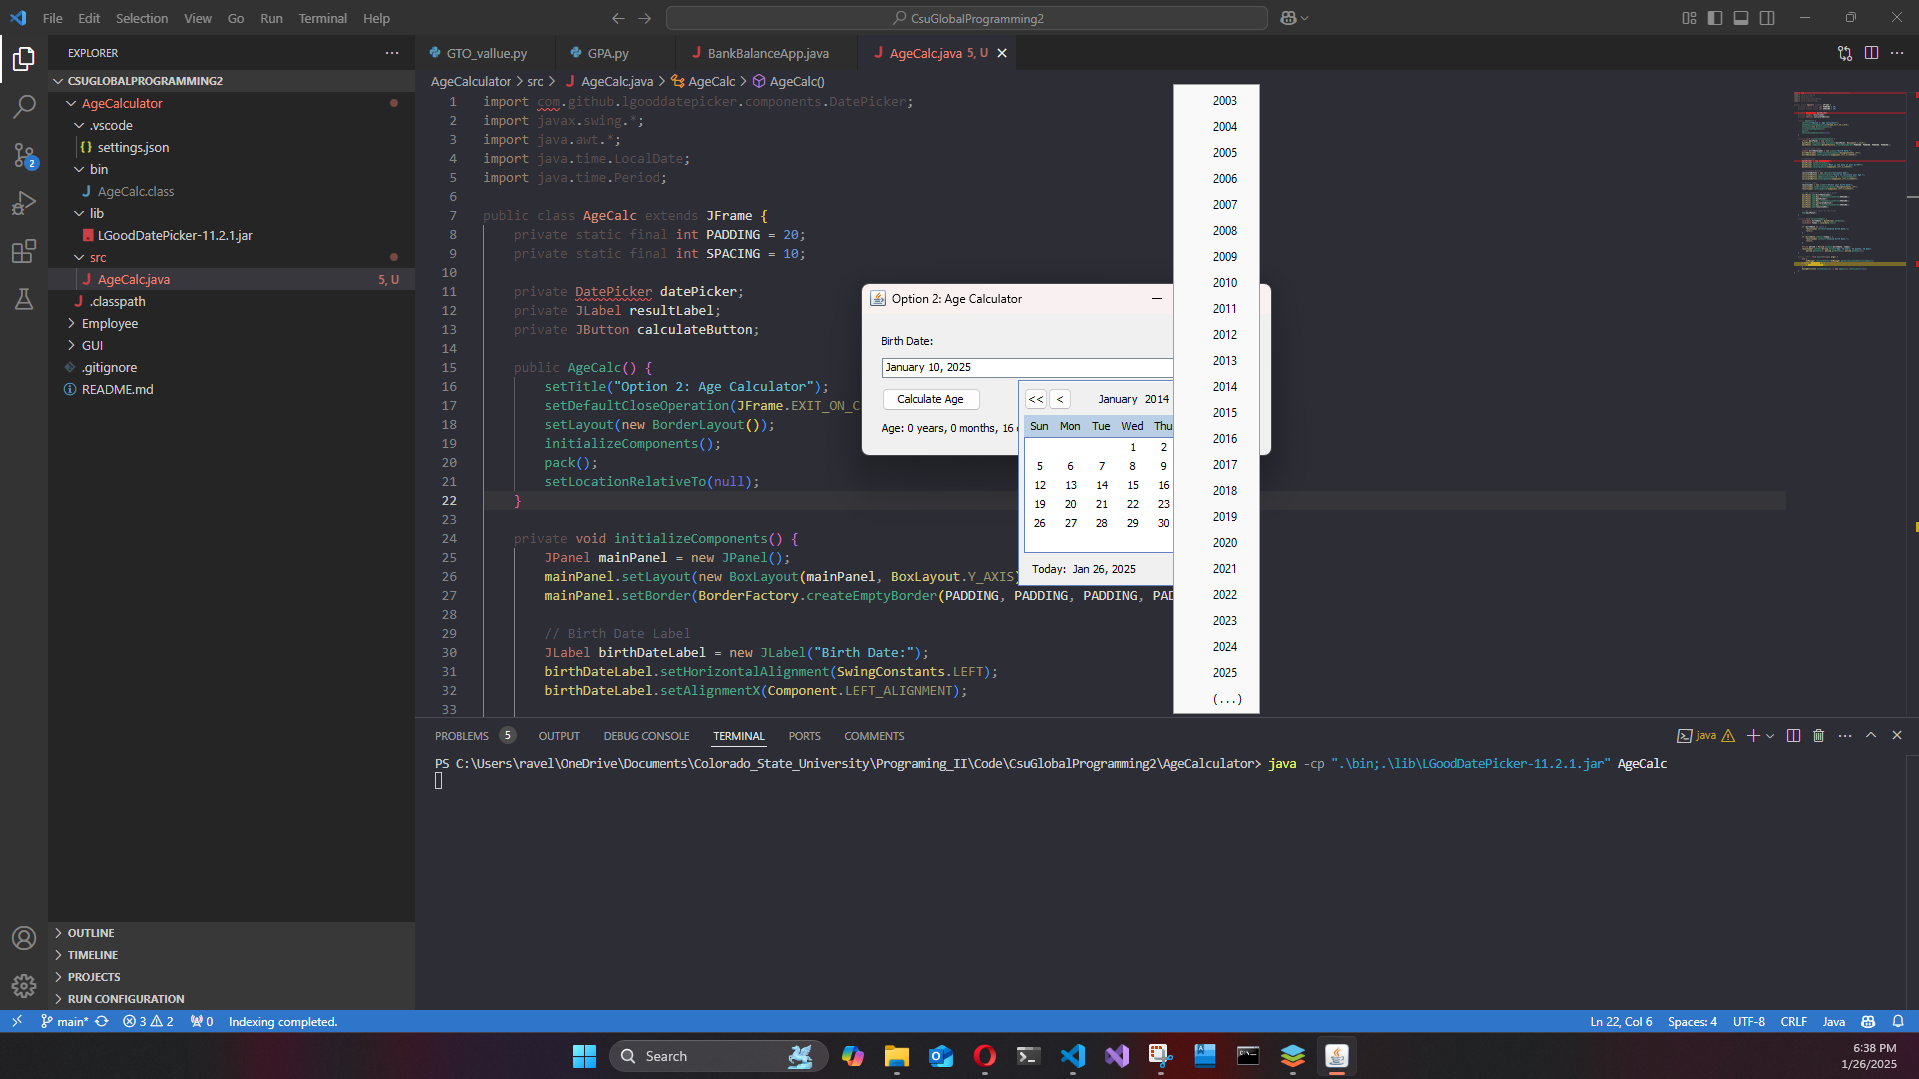 File Edit Selection View Go Run Terminal Help
CsuGlobalProgramming2
EXPLORER
GTO_vallue.py
GPA.py
BankBalanceApp.java
AgeCalc.java 5, U
CSUGLOBALPROGRAMMING2
AgeCalculator
.vscode
settings.json
bin
AgeCalc.class
lib
LGoodDatePicker-11.2.1.jar
src
AgeCalc.java 5, U
.classpath
Employee
GUI
.gitignore
README.md
OUTLINE
TIMELINE
PROJECTS
RUN CONFIGURATION
2
AgeCalculator > src > AgeCalc.java > AgeCalc > AgeCalc()
1 import com.github.lgooddatepicker.components.DatePicker;
2 import javax.swing.*;
3 import java.awt.*;
4 import java.time.LocalDate;
5 import java.time.Period;
6
7 public class AgeCalc extends JFrame {
8 private static final int PADDING = 20;
9 private static final int SPACING = 10;
10
11 private DatePicker datePicker;
12 private JLabel resultLabel;
13 private JButton calculateButton;
14
15 public AgeCalc() {
16 setTitle("Option 2: Age Calculator");
17 setDefaultCloseOperation(JFrame.EXIT_ON_C
18 setLayout(new BorderLayout());
19 initializeComponents();
20 pack();
21 setLocationRelativeTo(null);
22 }
23
24 private void initializeComponents() {
25 JPanel mainPanel = new JPanel();
26 mainPanel.setLayout(new BoxLayout(mainPanel, BoxLayout.Y_AXIS)
27 mainPanel.setBorder(BorderFactory.createEmptyBorder(PADDING, PADDING, PADDING, PAD
28
29 // Birth Date Label
30 JLabel birthDateLabel = new JLabel("Birth Date:");
31 birthDateLabel.setHorizontalAlignment(SwingConstants.LEFT);
32 birthDateLabel.setAlignmentX(Component.LEFT_ALIGNMENT);
33
Option 2: Age Calculator
Birth Date:
January 10, 2025
Calculate Age
Age: 0 years, 0 months, 16
<< < January 2014
Sun Mon Tue Wed Thu
1 2
5 6 7 8 9
12 13 14 15 16
19 20 21 22 23
26 27 28 29 30
Today: Jan 26, 2025
2003
2004
2005
2006
2007
2008
2009
2010
2011
2012
2013
2014
2015
2016
2017
2018
2019
2020
2021
2022
2023
2024
2025
(...)
PROBLEMS 5 OUTPUT DEBUG CONSOLE TERMINAL PORTS COMMENTS
java
PS C:\Users\ravel\OneDrive\Documents\Colorado_State_University\Programing_II\Code\CsuGlobalProgramming2\AgeCalculator> java -cp ".\bin;.\lib\LGoodDatePicker-11.2.1.jar" AgeCalc
main* 3 2 0 Indexing completed.
Ln 22, Col 6 Spaces: 4 UTF-8 CRLF Java
Search
6:38 PM
1/26/2025